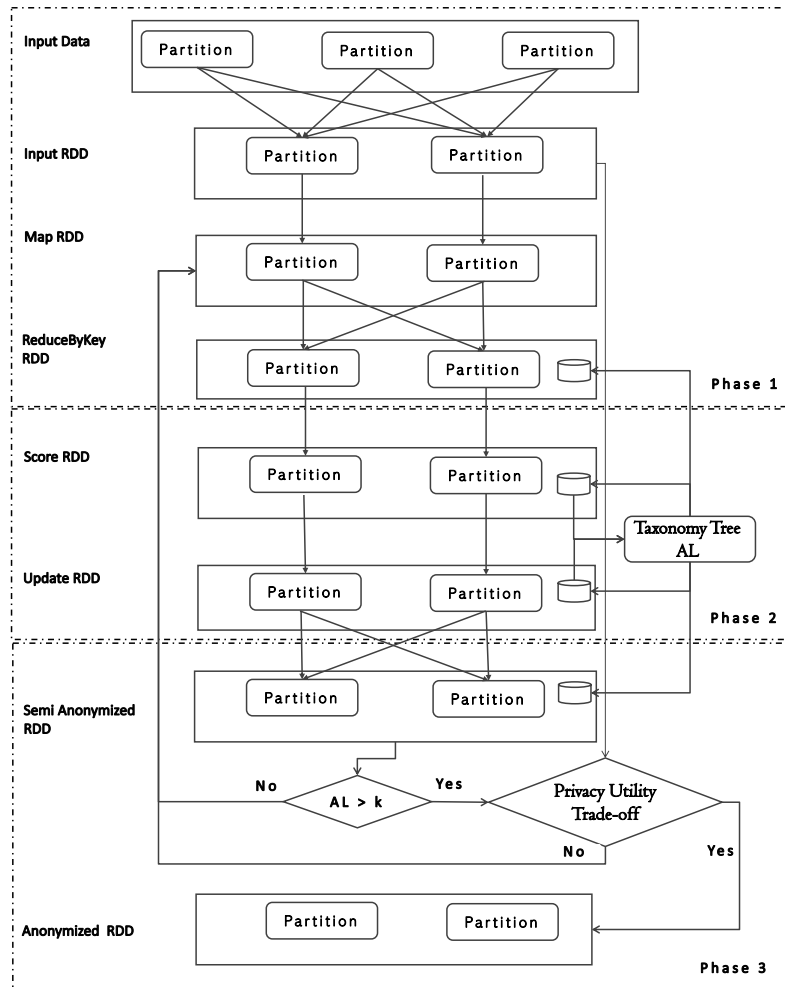 Input Data
Partition
Partition
Partition
Input RDD
Partition
Partition
Map RDD
Partition
Partition
ReduceByKey
RDD
Partition
Partition
Phase 1
Score RDD
Partition
Partition
Taxonomy Tree
AL
Update RDD
Partition
Partition
Phase 2
Semi Anonymized
RDD
Partition
Partition
No
AL > k
Yes
Privacy Utility
Trade-off
No
Yes
Anonymized RDD
Partition
Partition
Phase 3